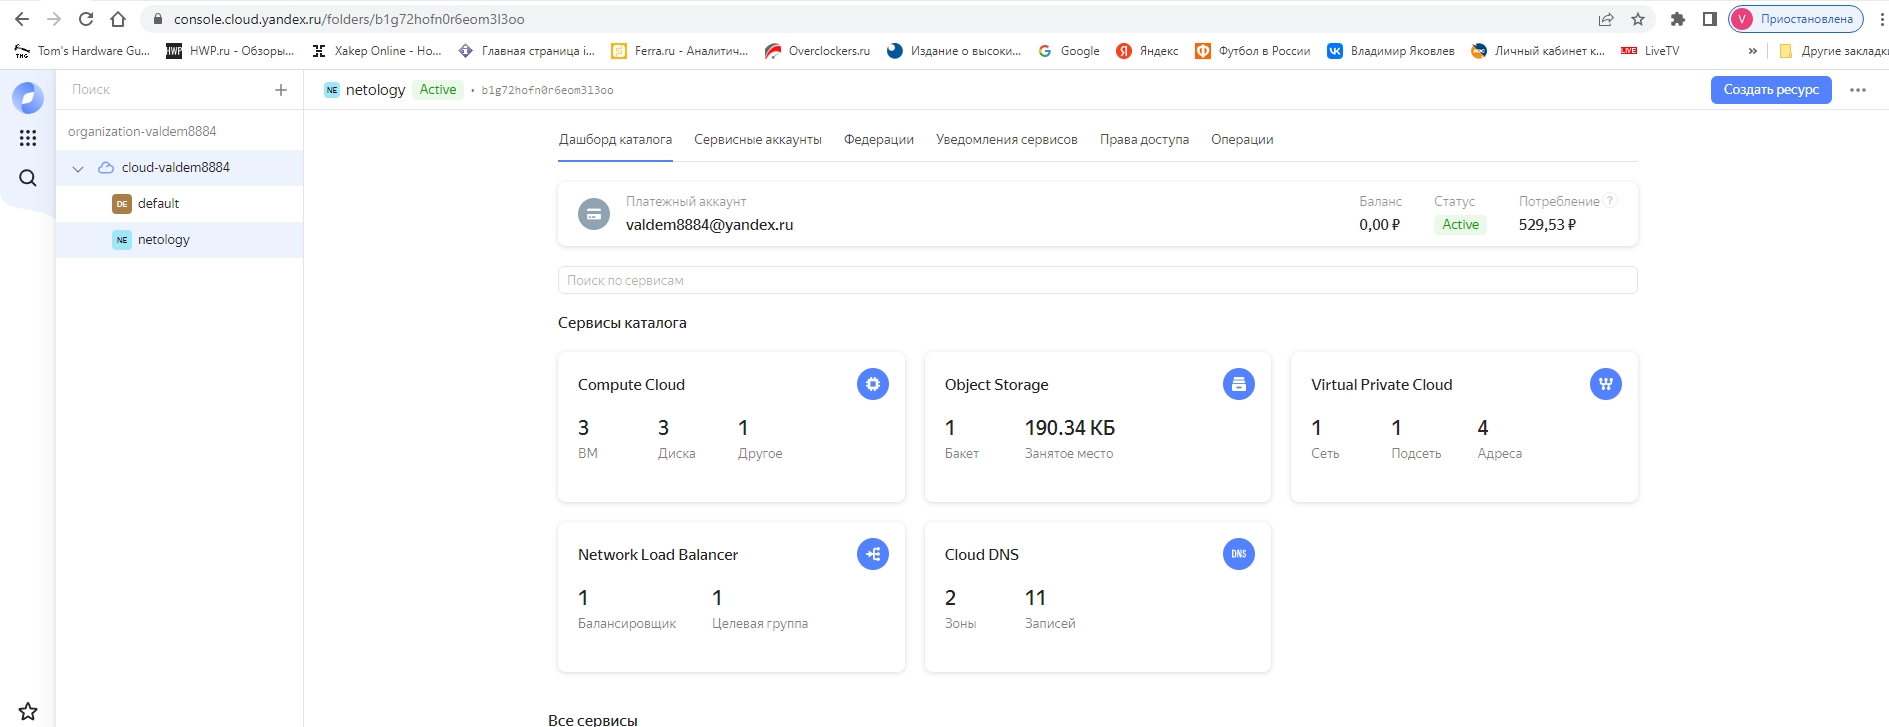 console.cloud.yandex.ru/folders/b1g72hofn0r6eom3l3oo
V Приостановлена
THG Tom's Hardware Gu... HWP HWP.ru - Обзоры... Xakep Online - Но... Главная страница i... Ferra.ru - Аналитич... Overclockers.ru Издание о высоки... Google Яндекс Футбол в России Владимир Яковлев Личный кабинет к... LIVE LiveTV » Другие закладки
Поиск
organization-valdem8884
cloud-valdem8884
DE default
NE netology
NE netology Active • b1g72hofn0r6eom3l3oo
Создать ресурс
Дашборд каталога Сервисные аккаунты Федерации Уведомления сервисов Права доступа Операции
Платежный аккаунт Баланс Статус Потребление ?
valdem8884@yandex.ru 0,00 ₽ Active 529,53 ₽
Поиск по сервисам
Сервисы каталога
Compute Cloud
3 3 1
ВМ Диска Другое
Object Storage
1 190.34 КБ
Бакет Занятое место
Virtual Private Cloud
1 1 4
Сеть Подсеть Адреса
Network Load Balancer
1 1
Балансировщик Целевая группа
Cloud DNS DNS
2 11
Зоны Записей
Все сервисы